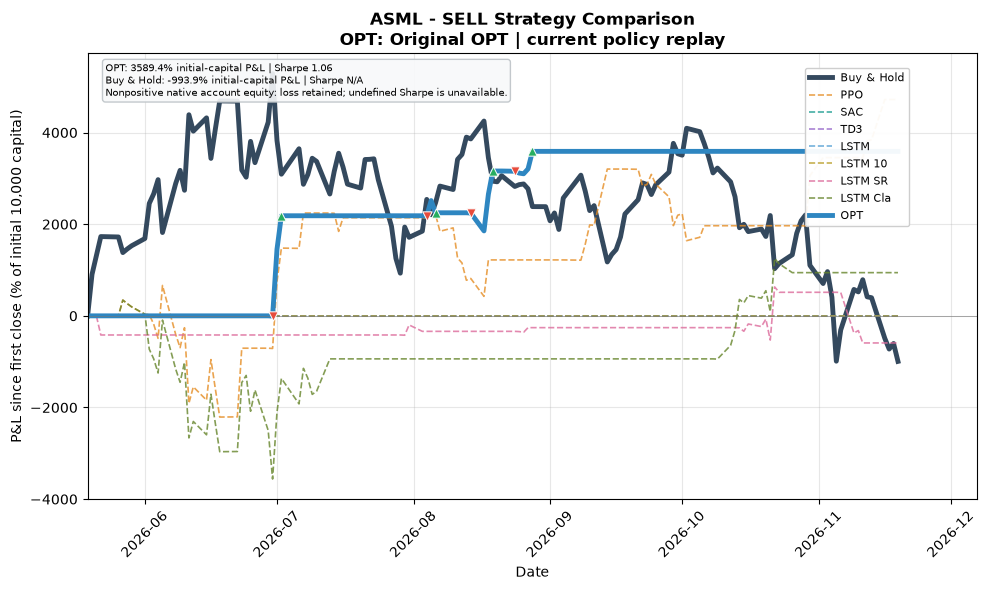 ASML - SELL Strategy Comparison
OPT: Original OPT | current policy replay
OPT: 3589.4% initial-capital P&L | Sharpe 1.06
Buy & Hold: -993.9% initial-capital P&L | Sharpe N/A
Nonpositive native account equity: loss retained; undefined Sharpe is unavailable.
Buy & Hold
PPO
SAC
TD3
LSTM
LSTM 10
LSTM SR
LSTM Cla
OPT
P&L since first close (% of initial 10,000 capital)
4000
2000
0
−2000
−4000
2026-06
2026-07
2026-08
2026-09
2026-10
2026-11
2026-12
Date